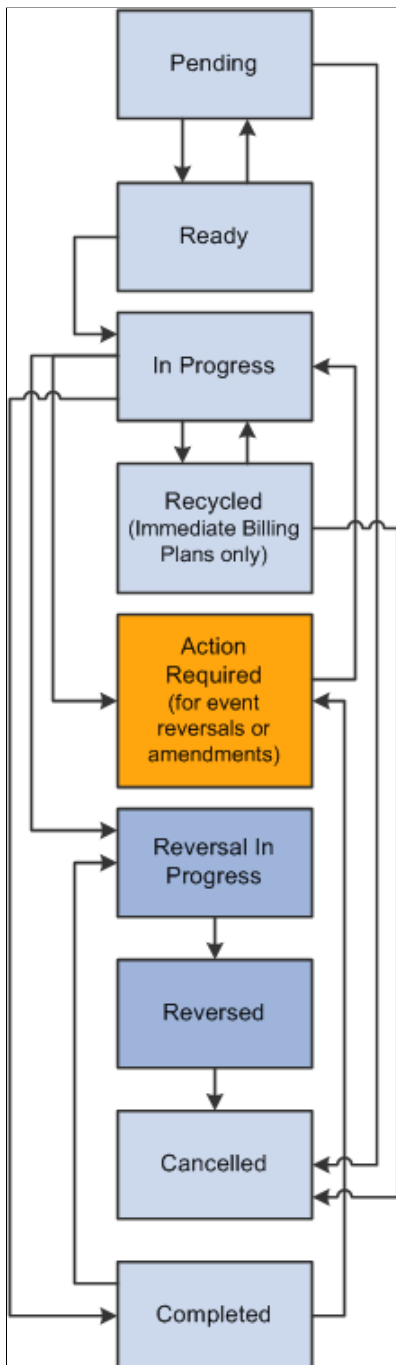 Pending
Ready
In Progress
Recycled
(Immediate Billing
Plans only)
Action
Required
(for event
reversals or
amendments)
Reversal In
Progress
Reversed
Cancelled
Completed